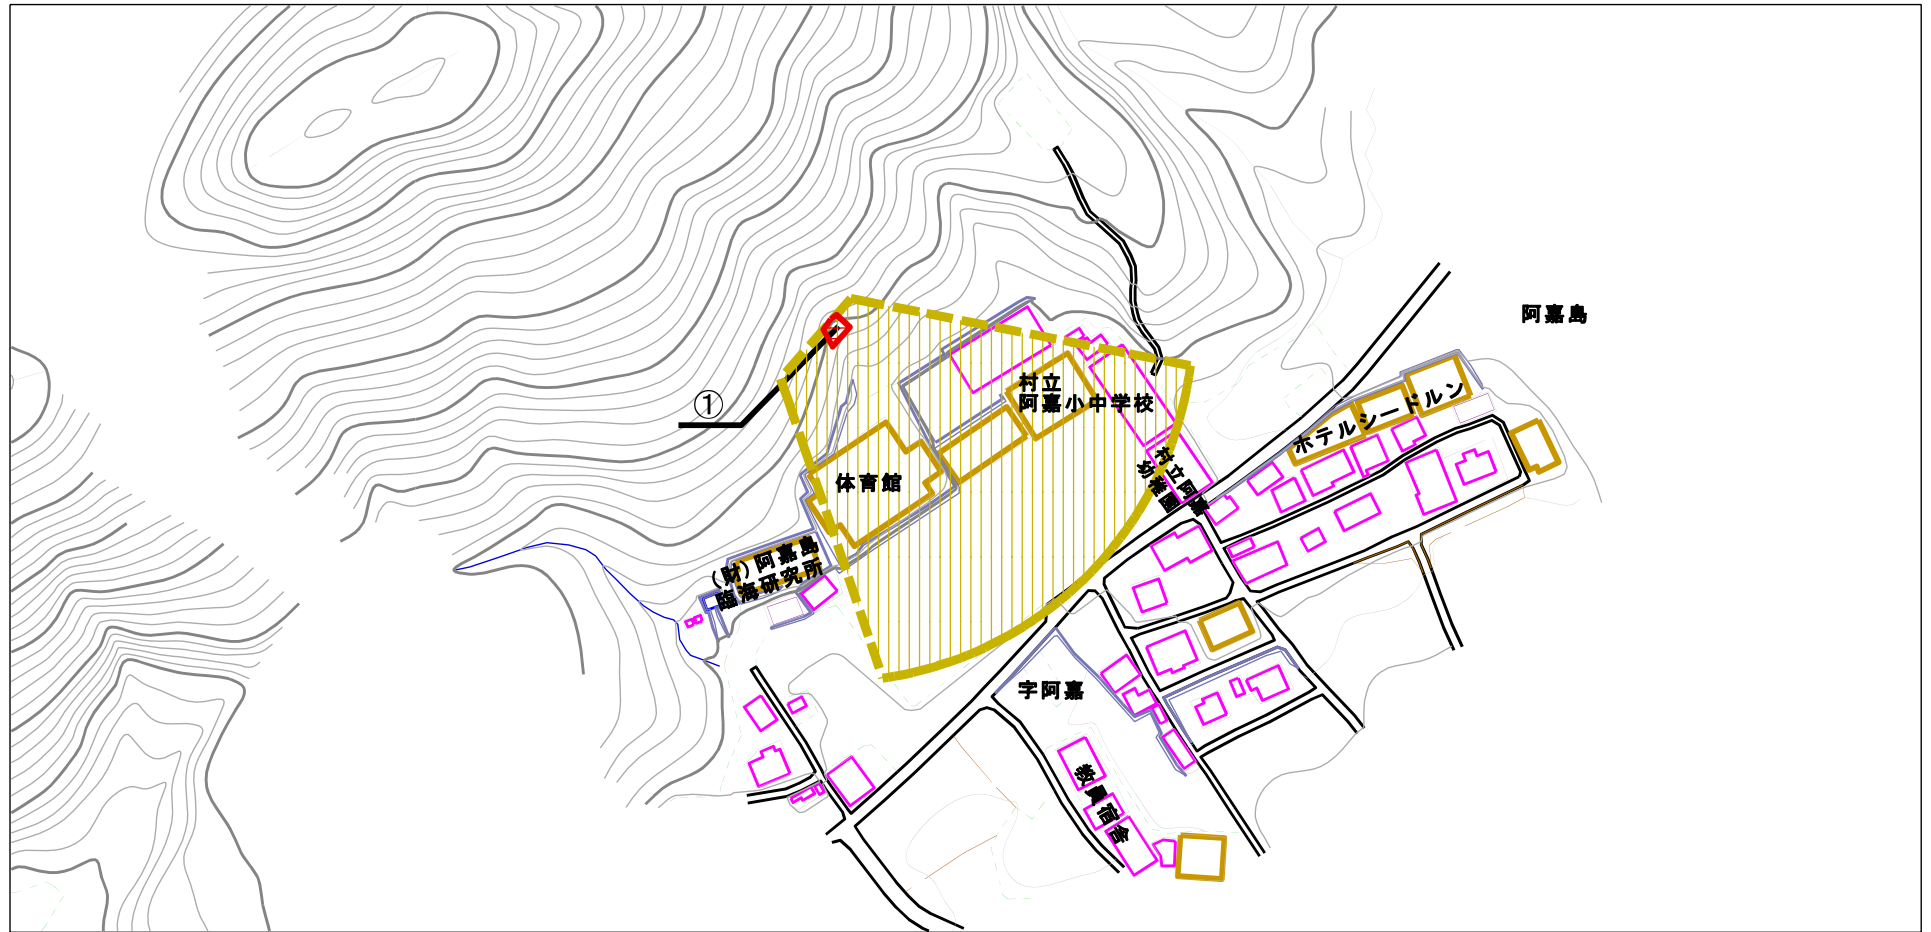 阿嘉島
①
村立
阿嘉小中学校
ホテルシードルン
体育館
村立阿嘉
幼稚園
(財)阿嘉島
臨海研究所
字阿嘉
教員宿舎